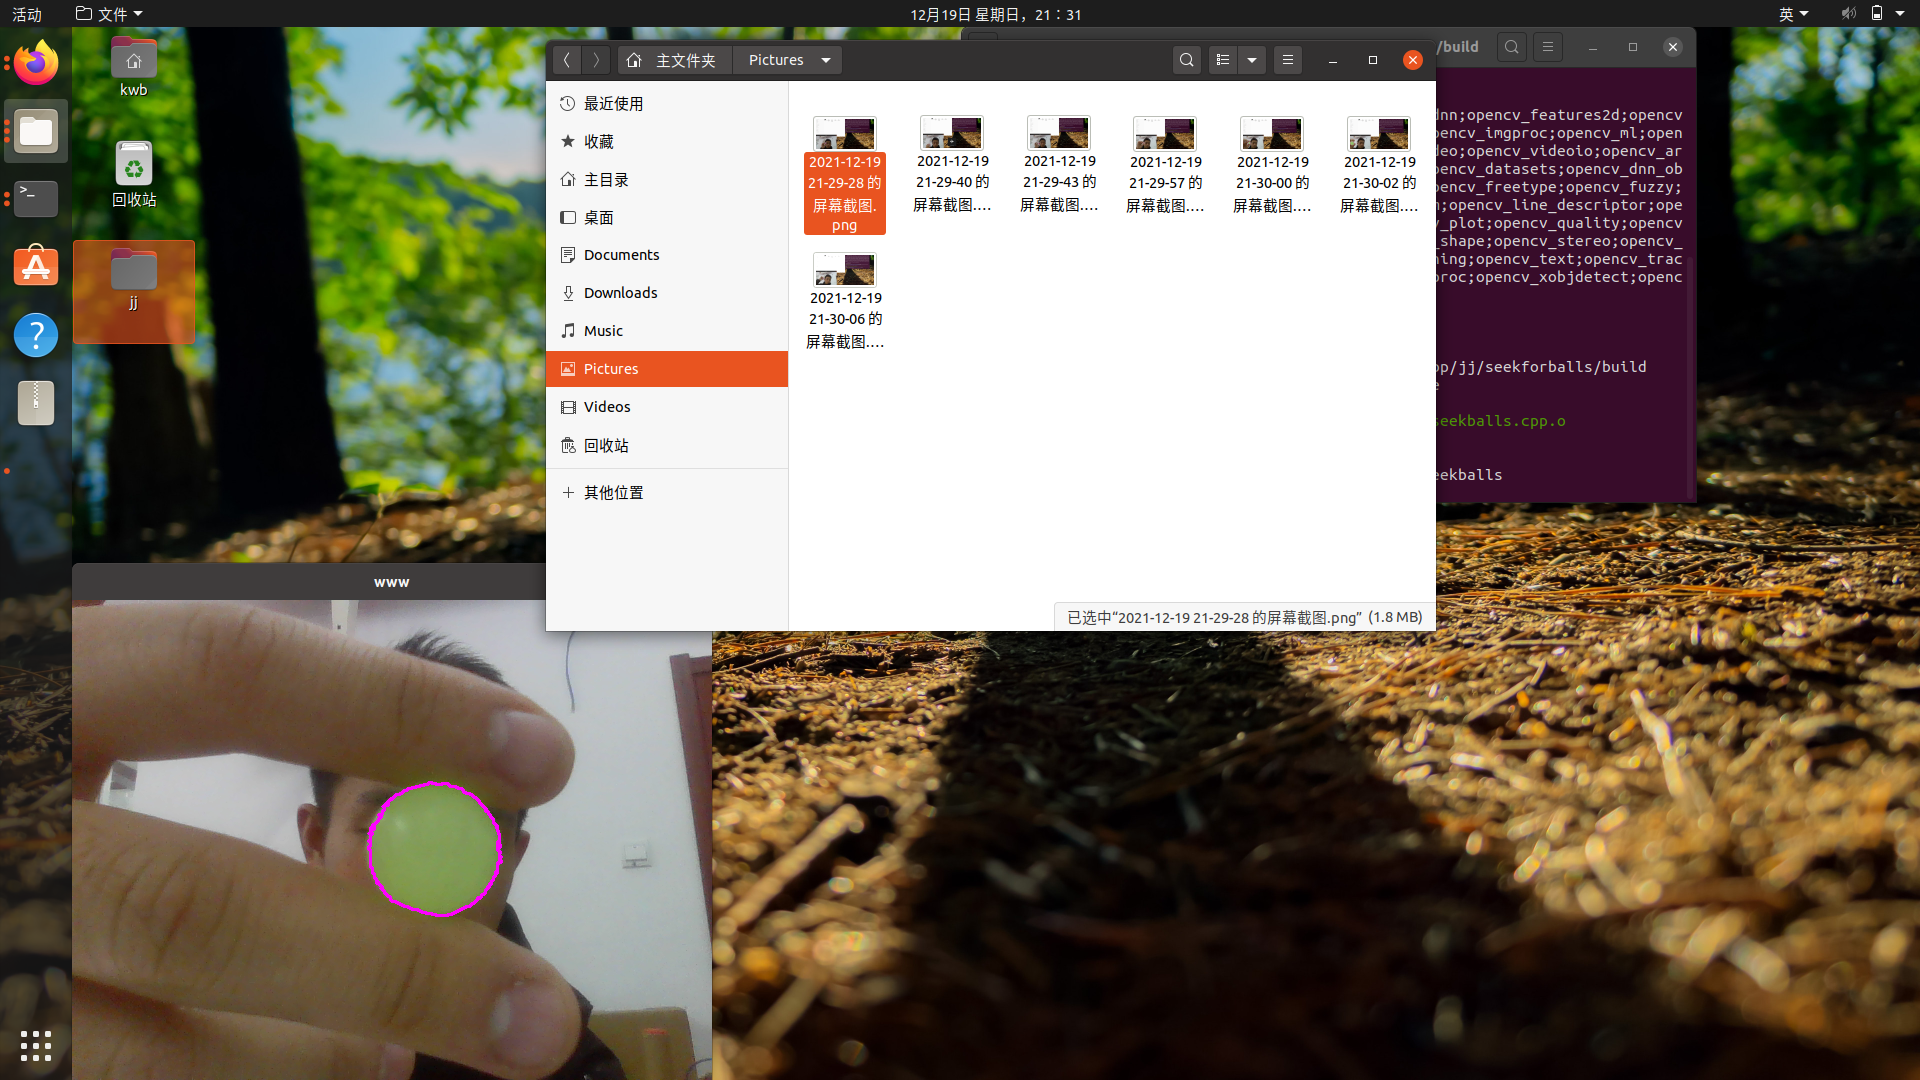 活动
文件
12月19日 星期日，21：31
英
kwb
回收站
jj
主文件夹
Pictures
最近使用
收藏
主目录
桌面
Documents
Downloads
Music
Pictures
Videos
回收站
其他位置
2021-12-19
21-29-28 的
屏幕截图.
png
2021-12-19
21-29-40 的
屏幕截图.…
2021-12-19
21-29-43 的
屏幕截图.…
2021-12-19
21-29-57 的
屏幕截图.…
2021-12-19
21-30-00 的
屏幕截图.…
2021-12-19
21-30-02 的
屏幕截图.…
2021-12-19
21-30-06 的
屏幕截图.…
已选中“2021-12-19 21-29-28 的屏幕截图.png” (1.8 MB)
/build
dnn;opencv_features2d;opencv
pencv_imgproc;opencv_ml;open
deo;opencv_videoio;opencv_ar
pencv_datasets;opencv_dnn_ob
pencv_freetype;opencv_fuzzy;
;opencv_line_descriptor;ope
_plot;opencv_quality;opencv
_shape;opencv_stereo;opencv_
ning;opencv_text;opencv_trac
proc;opencv_xobjdetect;openc
op/jj/seekforballs/build
e
seekballs.cpp.o
eekballs
www